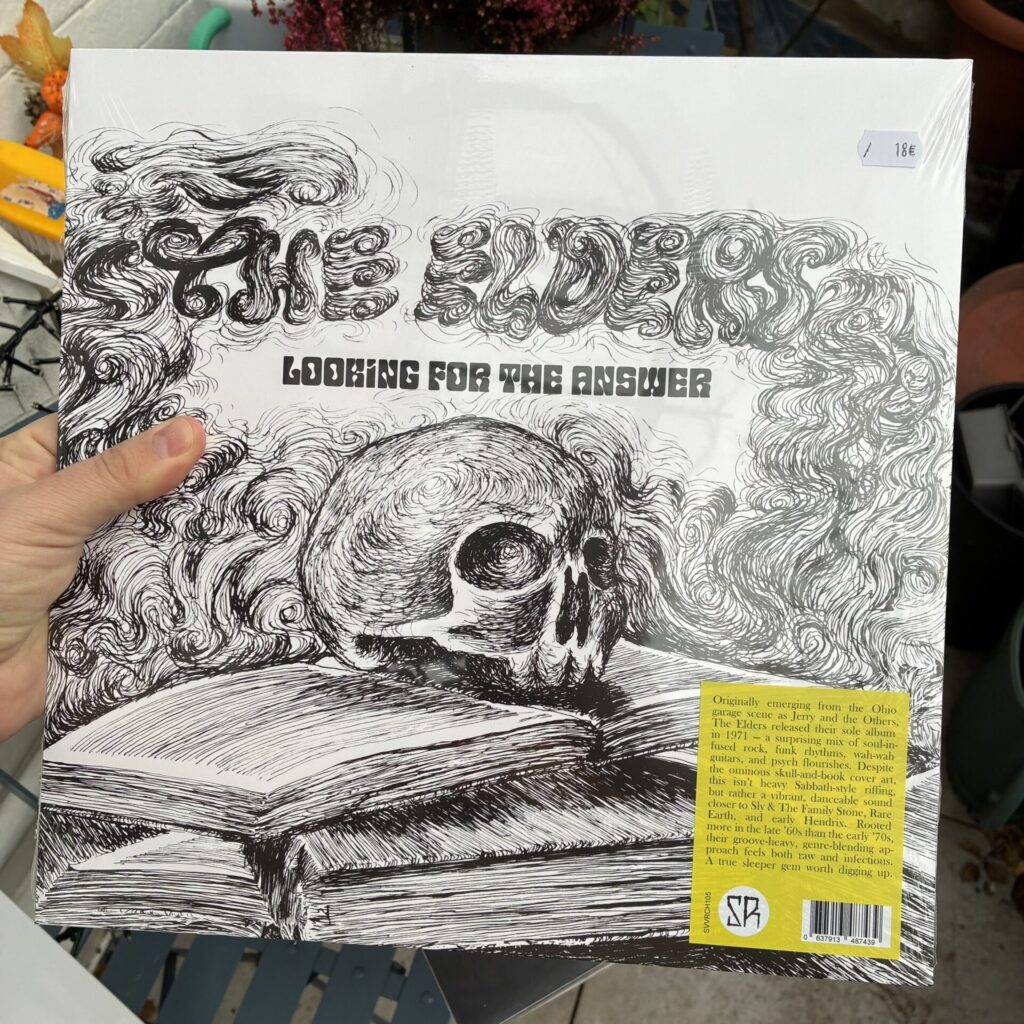 / 18€
THE ELDERS
LOOKING FOR THE ANSWER
Originally emerging from the Ohio
garage scene as Jerry and the Others,
The Elders released their sole album
in 1971 – a surprising mix of soul-in-
fused rock, funk rhythms, wah-wah
guitars, and psych flourishes. Despite
the ominous skull-and-book cover art,
this isn't heavy Sabbath-style riffing,
but rather a vibrant, danceable sound
closer to Sly & The Family Stone, Rare
Earth, and early Hendrix. Rooted
more in the late '60s than the early '70s,
their groove-heavy, genre-blending ap-
proach feels both raw and infectious.
A true sleeper gem worth digging up.
SVVRCH105
SR
0 637913 487439